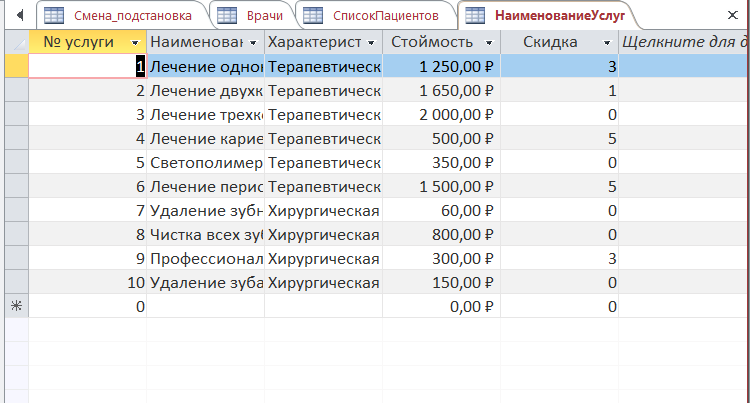 Смена_подстановка Врачи СписокПациентов НаименованиеУслуг
№ услуги Наименован Характерист Стоймость Скидка Щелкните для д
1 Лечение одно Терапевтическ 1 250,00 ₽ 3
2 Лечение двухк Терапевтическ 1 650,00 ₽ 1
3 Лечение трехк Терапевтическ 2 000,00 ₽ 0
4 Лечение карие Терапевтическ 500,00 ₽ 5
5 Светополимер Терапевтическ 350,00 ₽ 0
6 Лечение перис Терапевтическ 1 500,00 ₽ 5
7 Удаление зубн Хирургическая 60,00 ₽ 0
8 Чистка всех зуб Хирургическая 800,00 ₽ 0
9 Профессионал Хирургическая 300,00 ₽ 3
10 Удаление зуба Хирургическая 150,00 ₽ 0
0 0,00 ₽ 0